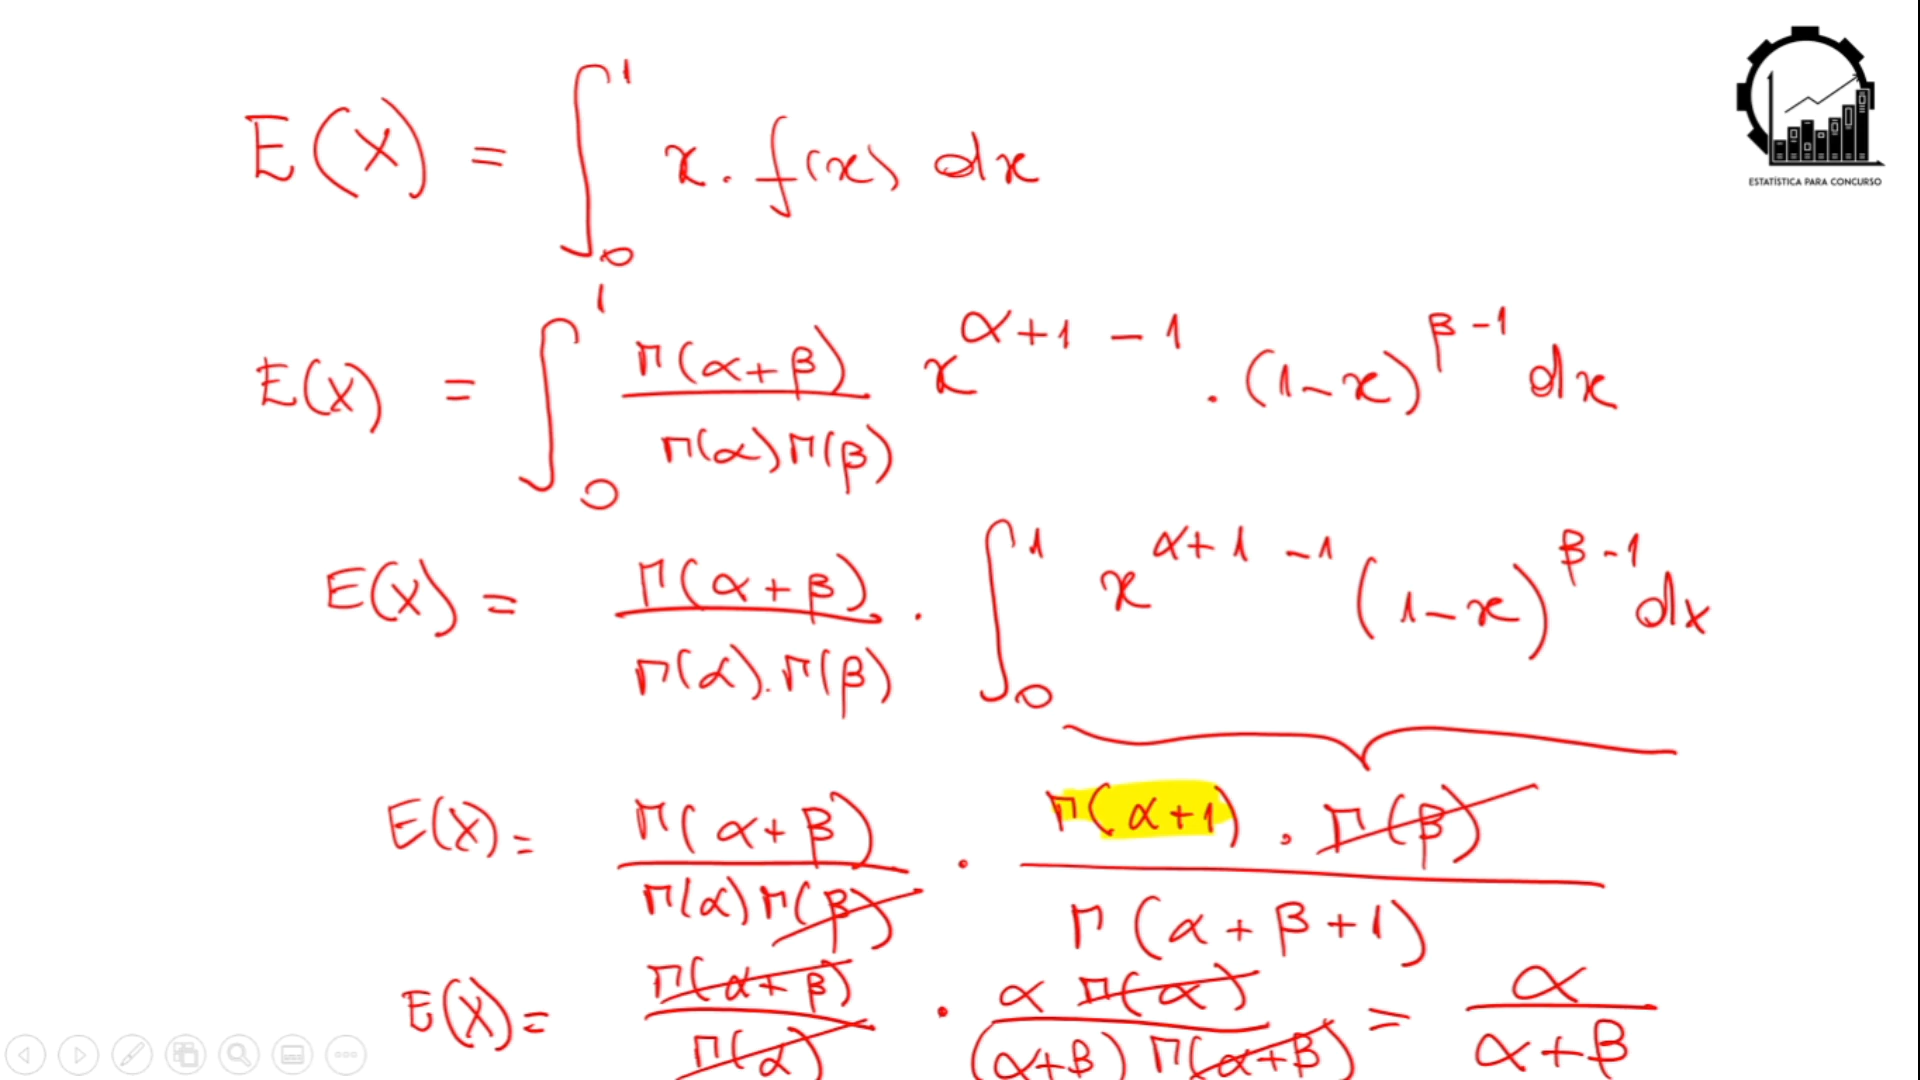 E(X) = ∫₀¹ x . f(x) dx
ESTATÍSTICA PARA CONCURSO
E(X) = ∫₀¹ Γ(α+β) / Γ(α)Γ(β) x^(α+1-1) . (1-x)^(β-1) dx
E(X) = Γ(α+β) / Γ(α).Γ(β) . ∫₀¹ x^(α+1-1) (1-x)^(β-1) dx
E(X) = Γ(α+β) / Γ(α)Γ(β) . Γ(α+1) . Γ(β) / Γ(α+β+1)
E(X) = Γ(α+β) / Γ(α) . α Γ(α) / (α+β) Γ(α+β) = α / α+β